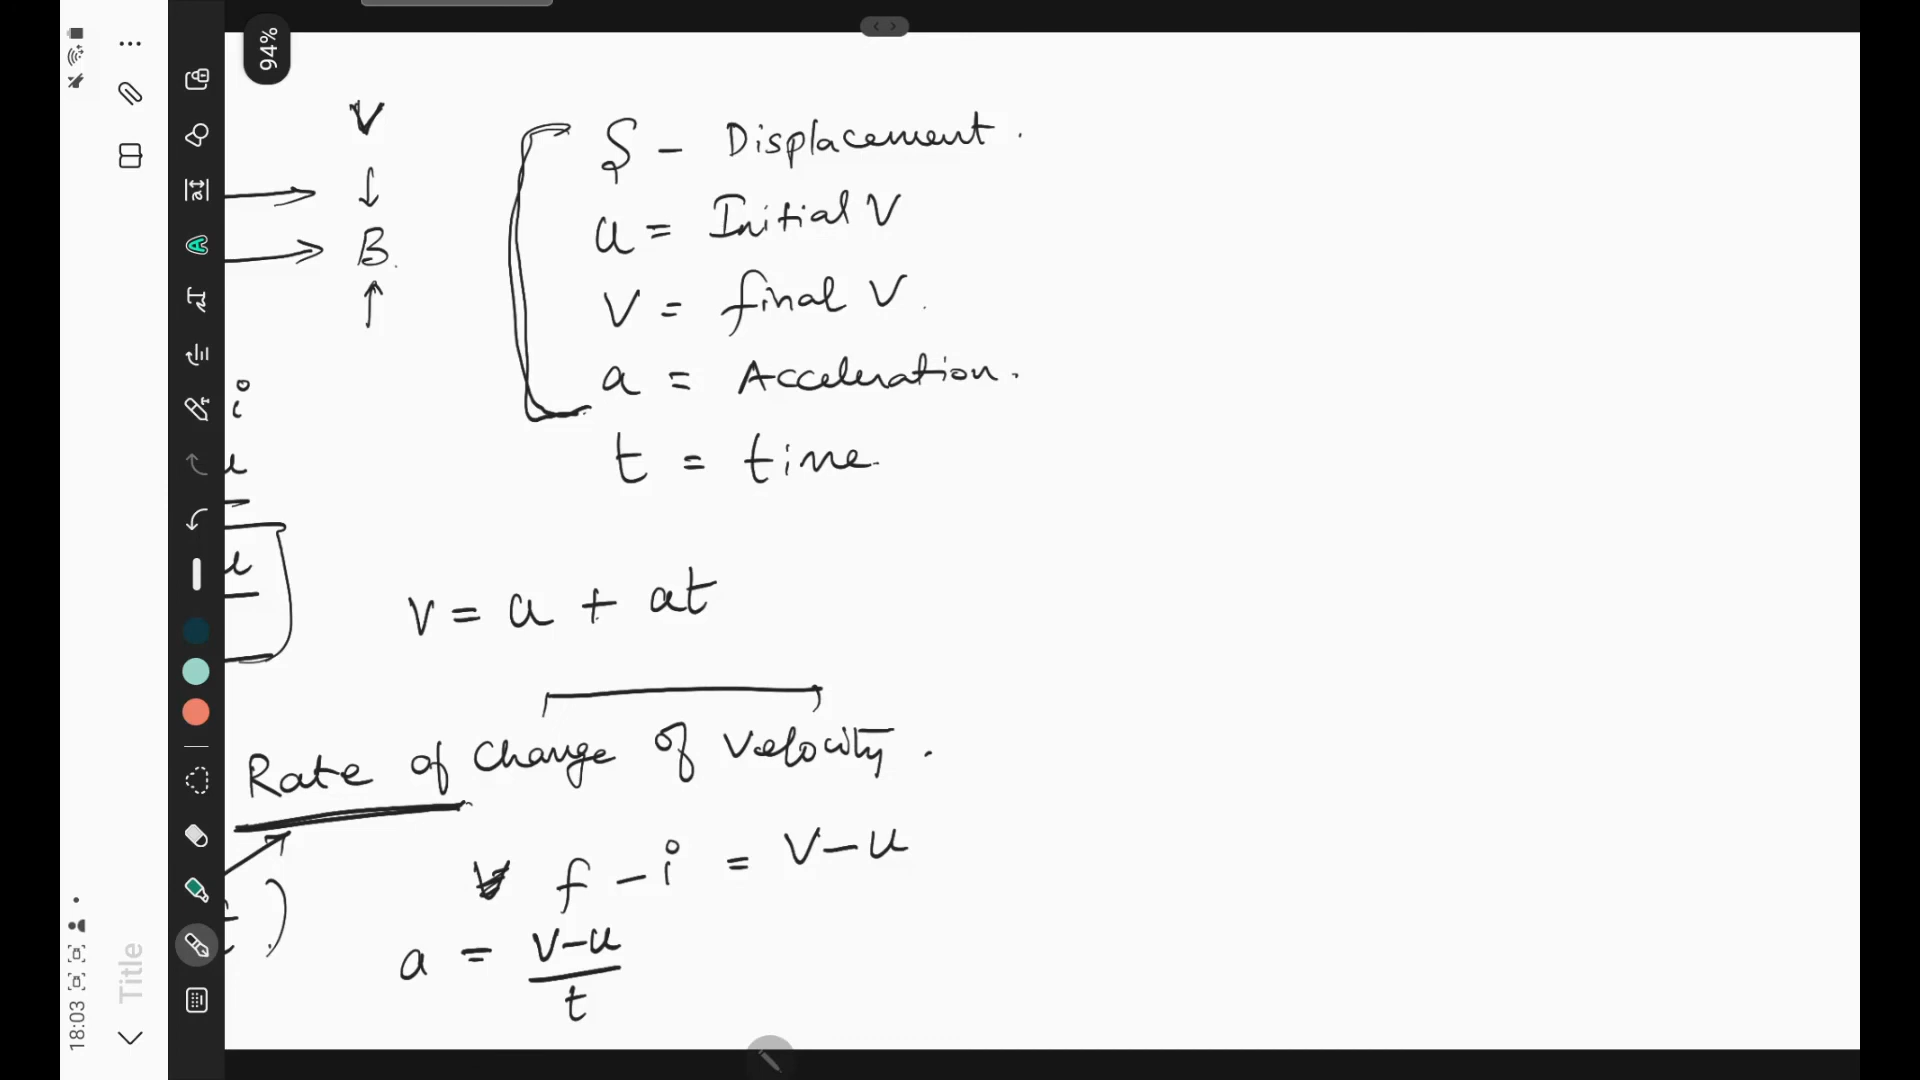 94%
V
↓
B.
↑
S - Displacement.
u = Initial V
V = final V.
a = Acceleration.
t = time.
i
u
u
V = u + at
Rate of Change of Velocity.
f - i = V-u
a = V-u
t
)
18:03
Title